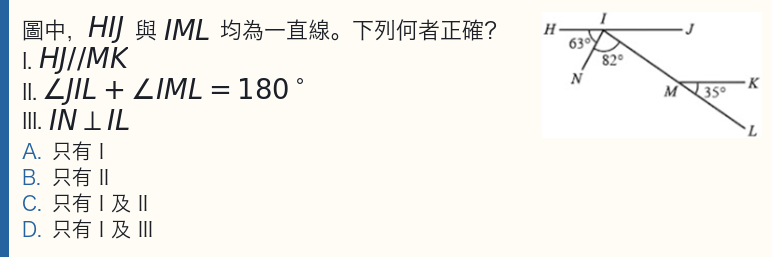 圖中，HIJ 與 IML 均為一直線。下列何者正確?
I. HJ//MK
II. ∠JIL + ∠IML = 180°
III. IN ⊥ IL
A. 只有 I
B. 只有 II
C. 只有 I 及 II
D. 只有 I 及 III
I
H
J
63°
82°
N
M
35°
K
L